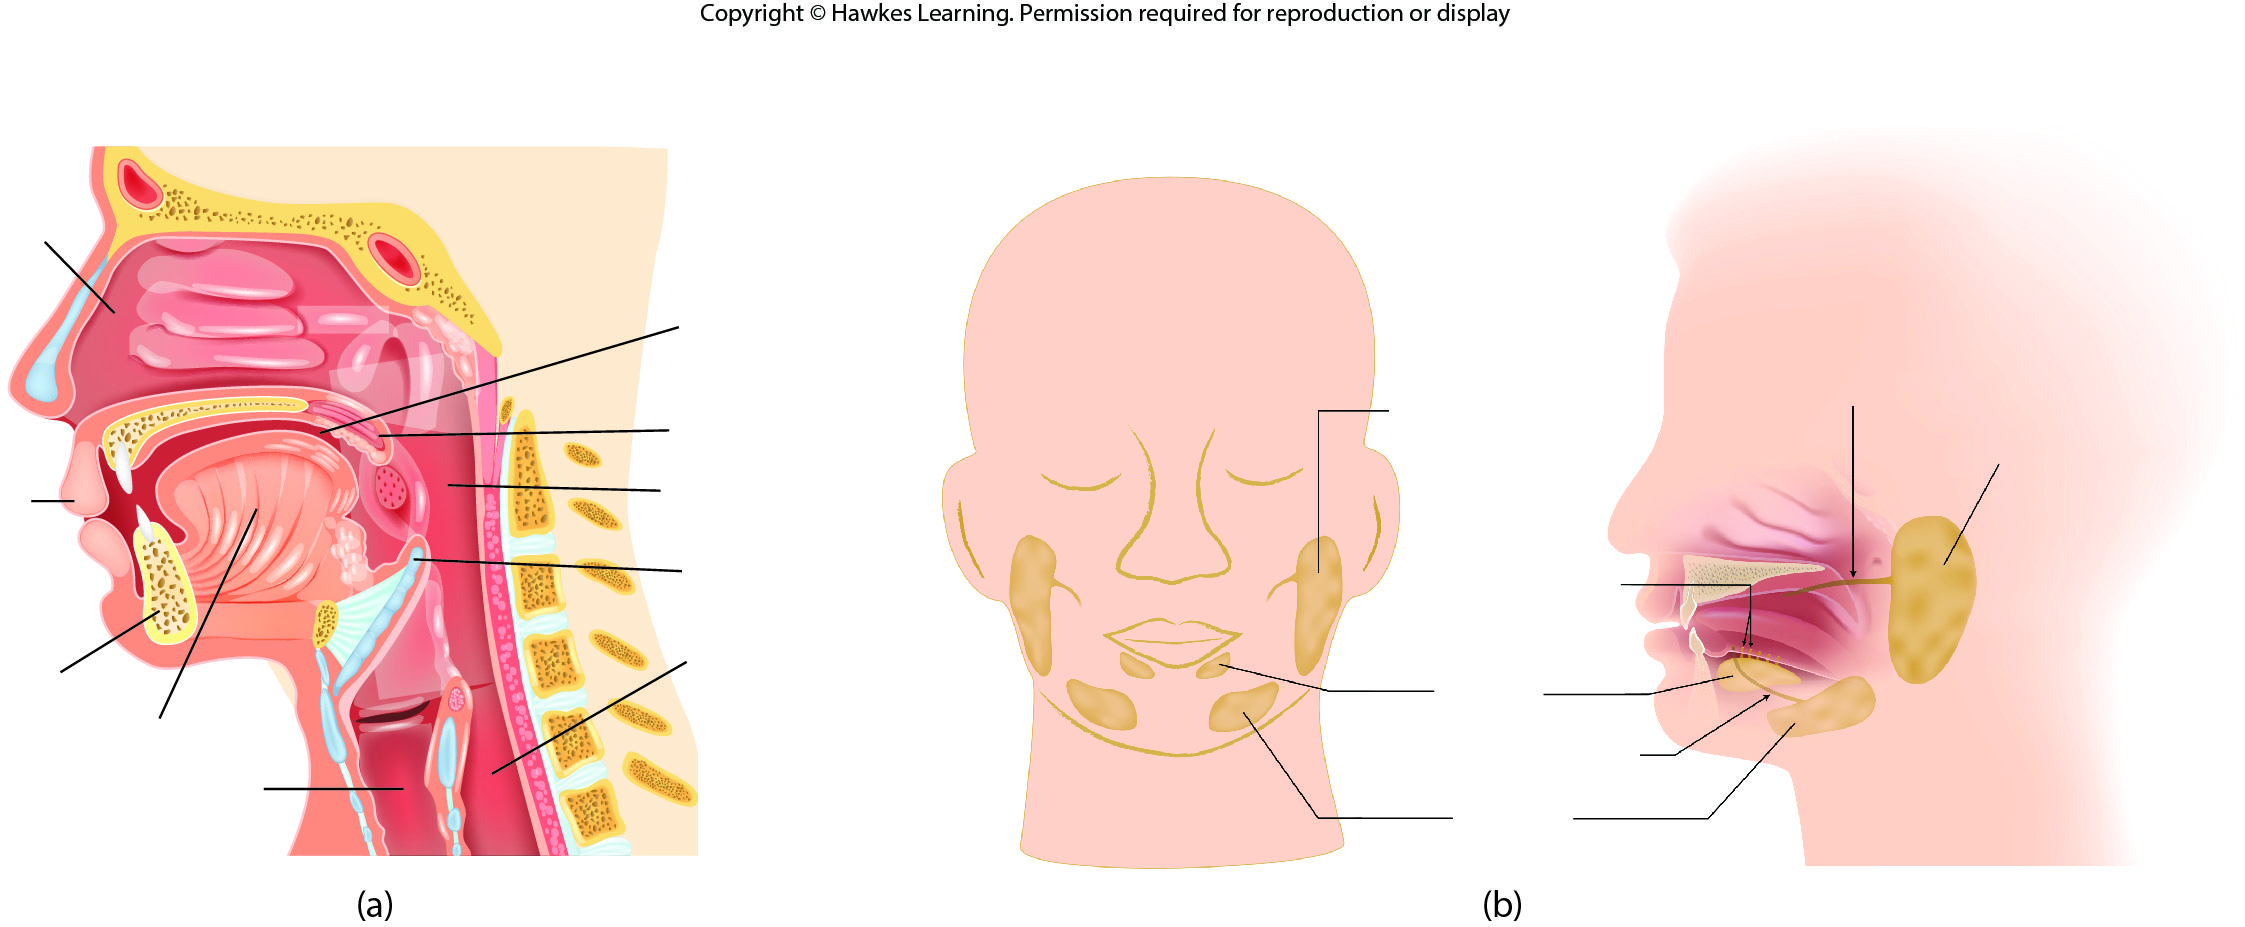 Copyright © Hawkes Learning. Permission required for reproduction or display
(a)
(b)